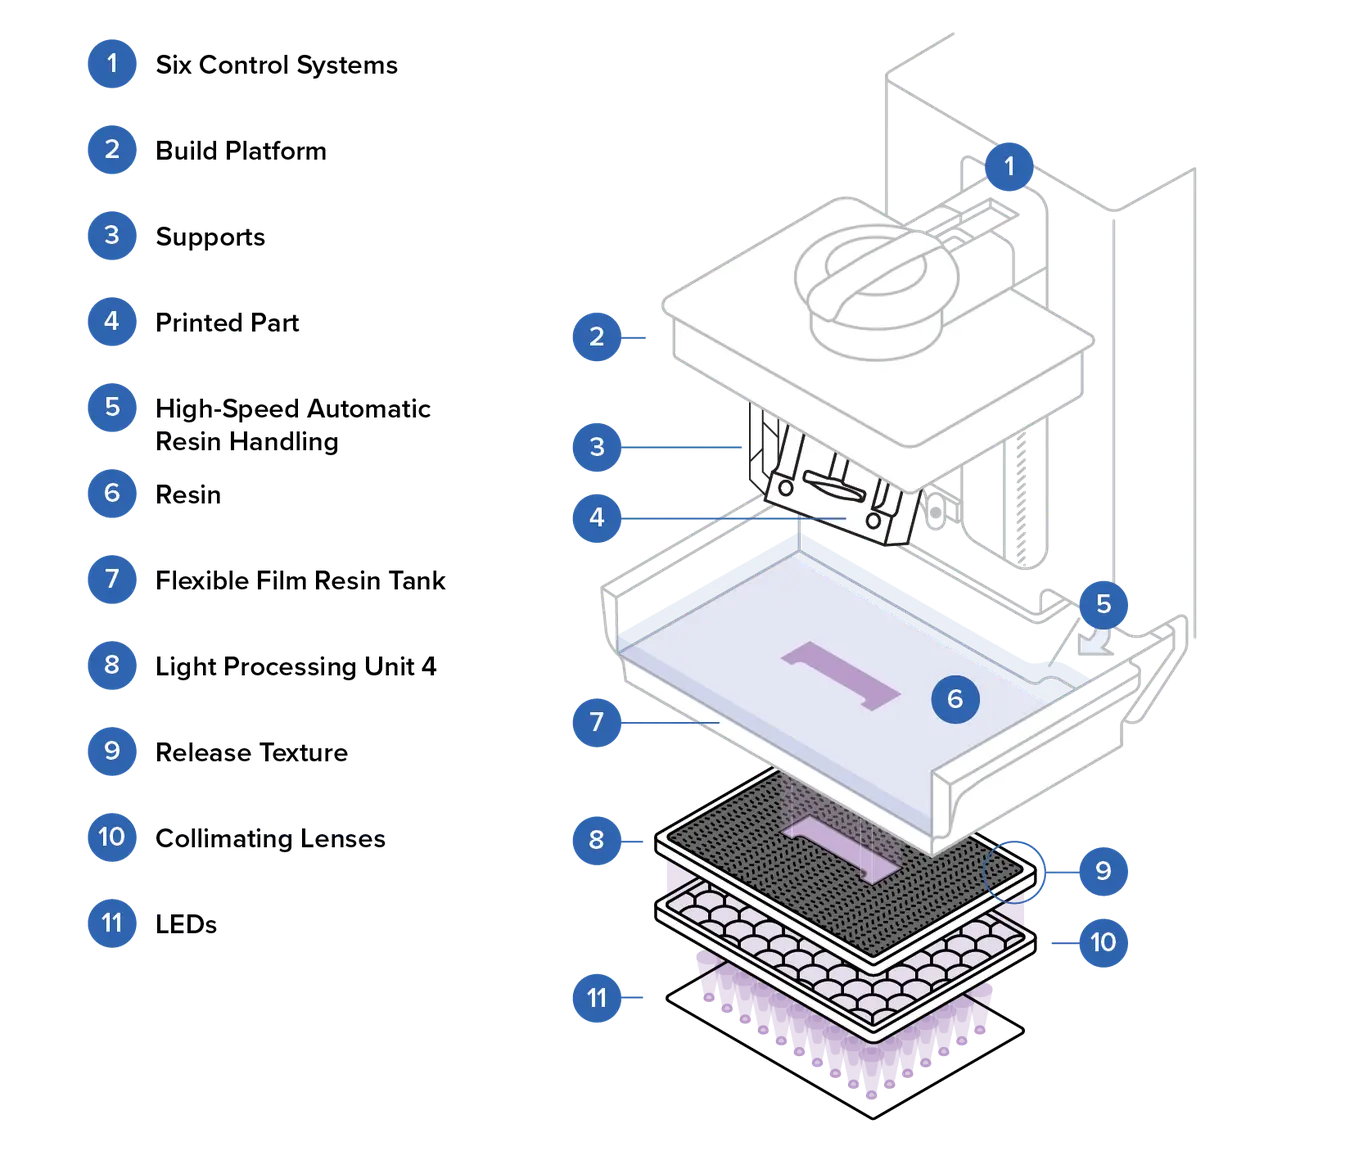 1 Six Control Systems
2 Build Platform
3 Supports
4 Printed Part
5 High-Speed Automatic
Resin Handling
6 Resin
7 Flexible Film Resin Tank
8 Light Processing Unit 4
9 Release Texture
10 Collimating Lenses
11 LEDs
1
2
3
4
5
6
7
8
9
10
11